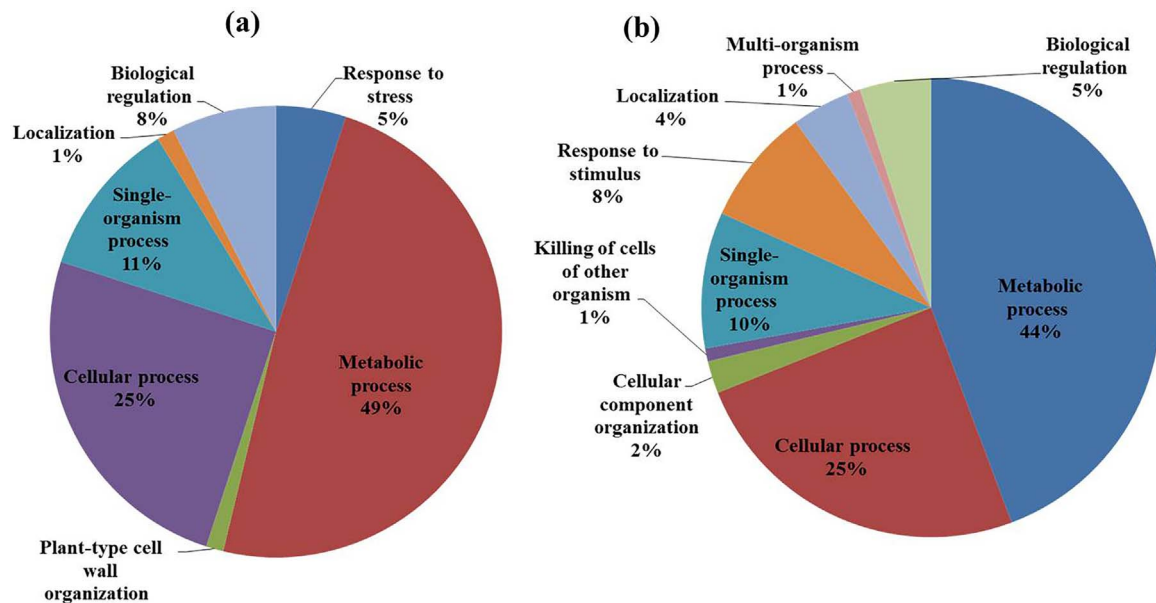 (a)
Biological
regulation
8%
Response to
stress
5%
Localization
1%
Single-
organism
process
11%
Cellular process
25%
Metabolic
process
49%
Plant-type cell
wall
organization
(b)
Multi-organism
process
1%
Biological
regulation
5%
Localization
4%
Response to
stimulus
8%
Killing of cells
of other
organism
1%
Single-
organism
process
10%
Metabolic
process
44%
Cellular
component
organization
2%
Cellular process
25%